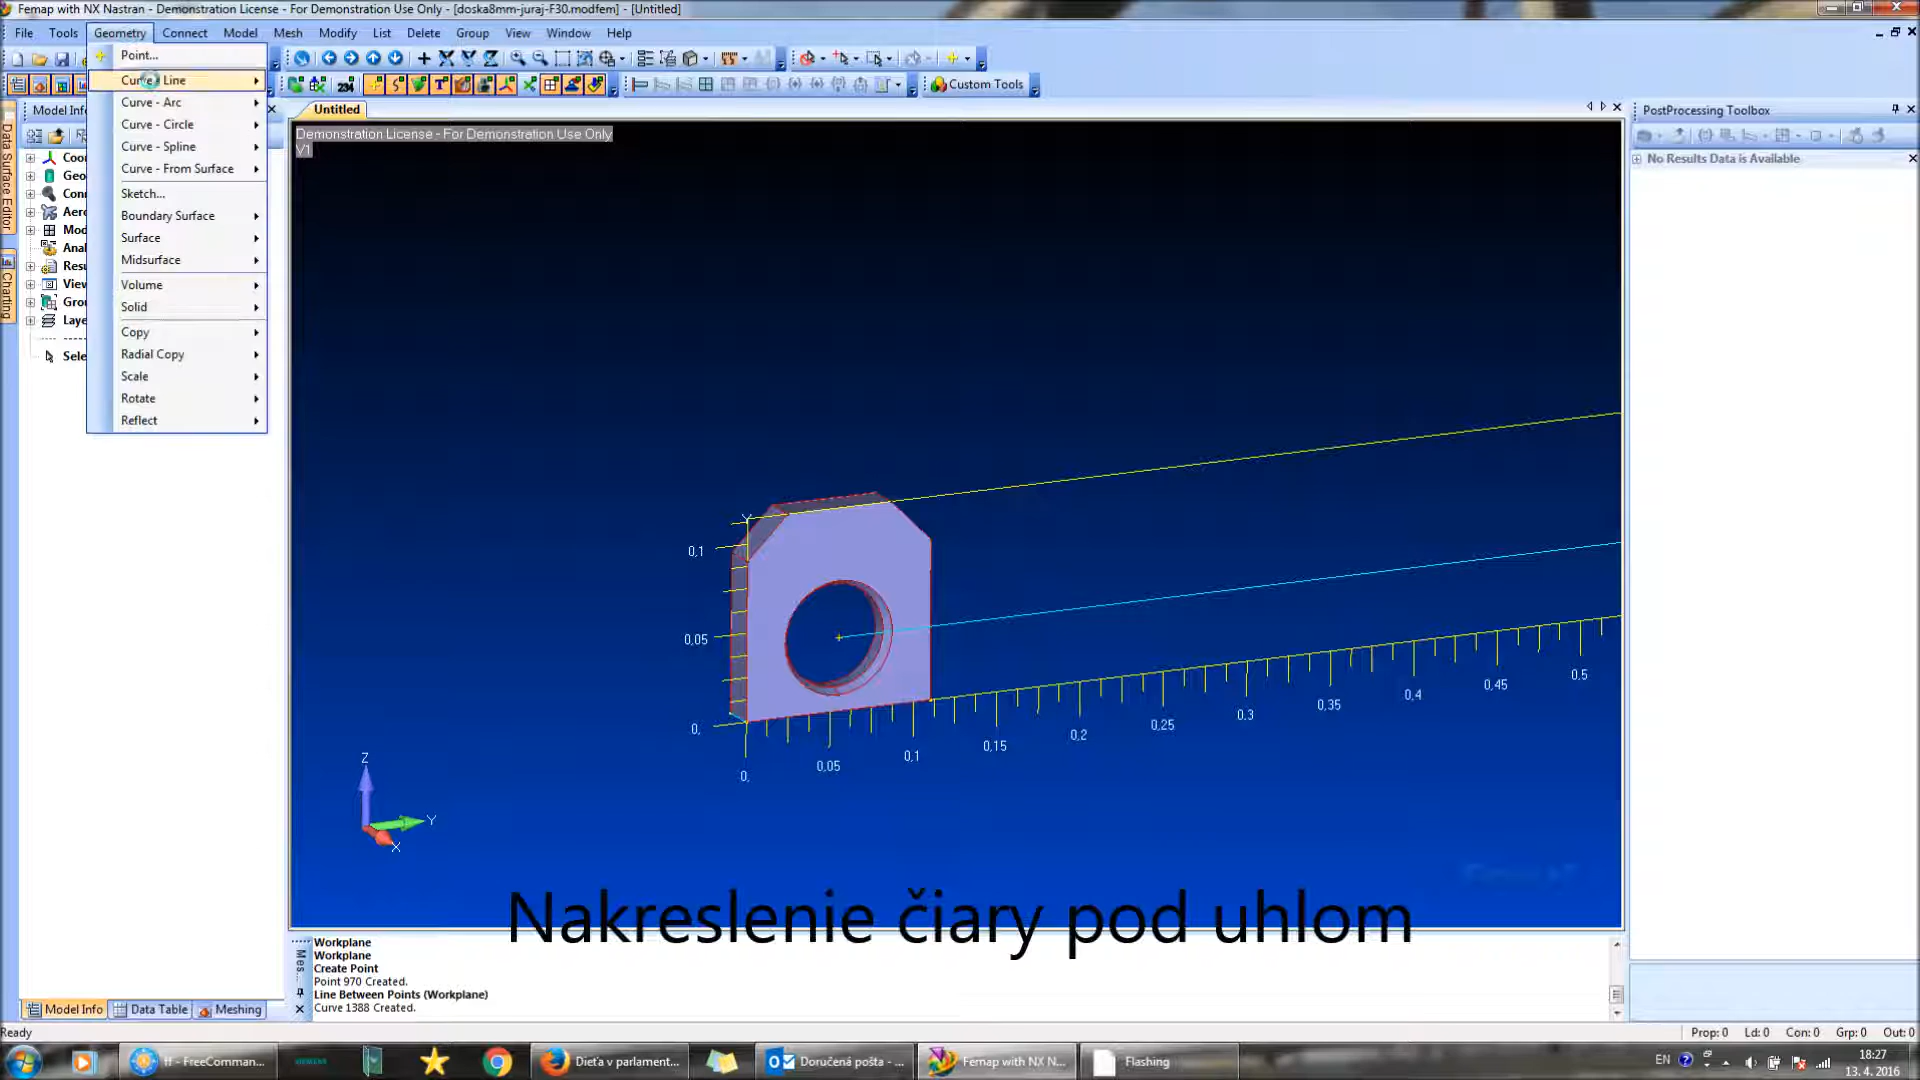 Femap with NX Nastran - Demonstration License - For Demonstration Use Only - [doska8mm-juraj-F30.modfem] - [Untitled]
File Tools Geometry Connect Model Mesh Modify List Delete Group View Window Help
Point...
Curve - Line
Curve - Arc
Curve - Circle
Curve - Spline
Curve - From Surface
Sketch...
Boundary Surface
Surface
Midsurface
Volume
Solid
Copy
Radial Copy
Scale
Rotate
Reflect
Custom Tools
Model Info
Data Surface Editor
Charting
Untitled
Demonstration License - For Demonstration Use Only
V1
PostProcessing Toolbox
No Results Data is Available
0,1
0,05
0,
0,
0,05
0,1
0,15
0,2
0,25
0,3
0,35
0,4
0,45
0,5
Y
Z
Y
X
Nakreslenie čiary pod uhlom
Workplane
Workplane
Create Point
Point 970 Created.
Line Between Points (Workplane)
Curve 1388 Created.
Model Info Data Table Meshing
Ready
Prop: 0 Ld: 0 Con: 0 Grp: 0 Out: 0
FreeComman...
Dieťa v parlament...
Doručená pošta - ...
Femap with NX N...
Flashing
EN
18:27
13. 4. 2016